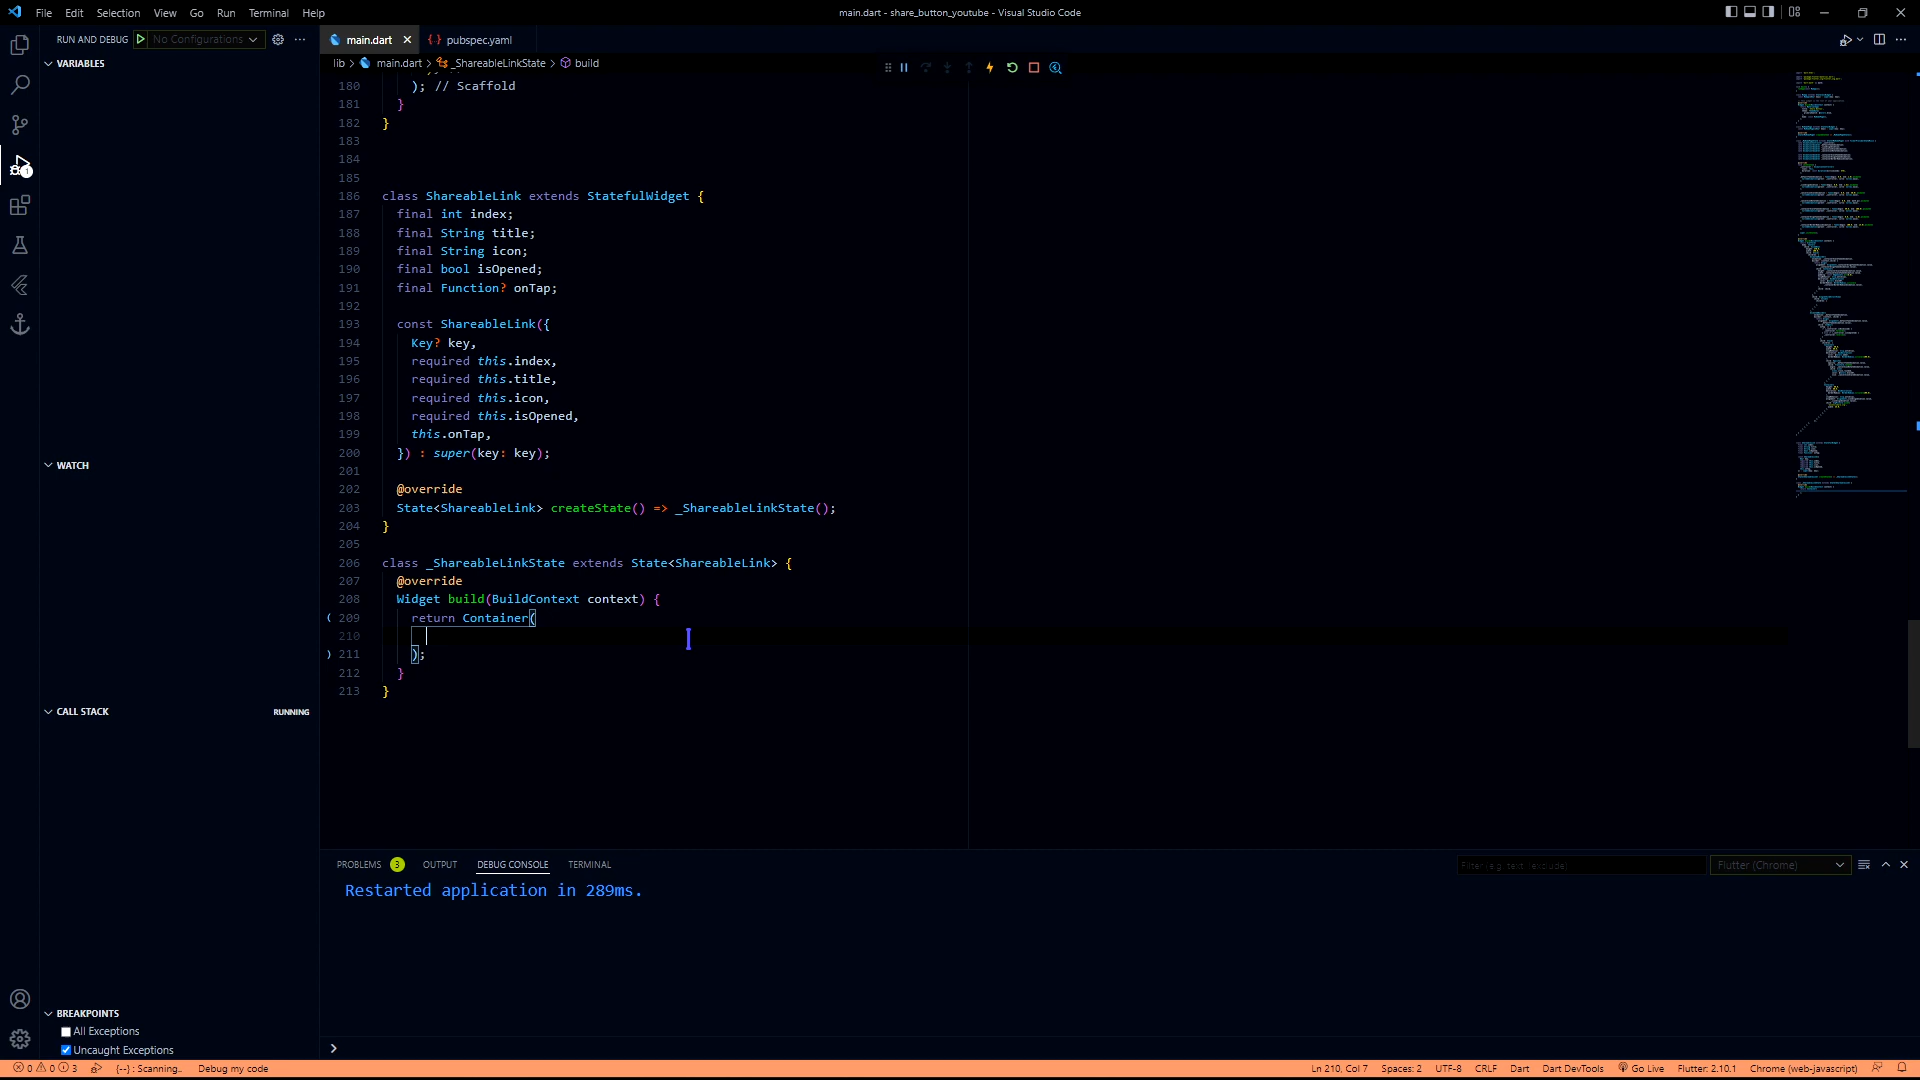 File Edit Selection View Go Run Terminal Help
main.dart - share_button_youtube - Visual Studio Code
RUN AND DEBUG No Configurations
main.dart
{·} pubspec.yaml
lib > main.dart > _ShareableLinkState > build
VARIABLES
WATCH
CALL STACK
RUNNING
BREAKPOINTS
All Exceptions
Uncaught Exceptions
180 ); // Scaffold
181 }
182 }
183
184
185
186 class ShareableLink extends StatefulWidget {
187 final int index;
188 final String title;
189 final String icon;
190 final bool isOpened;
191 final Function? onTap;
192
193 const ShareableLink({
194 Key? key,
195 required this.index,
196 required this.title,
197 required this.icon,
198 required this.isOpened,
199 this.onTap,
200 }) : super(key: key);
201
202 @override
203 State<ShareableLink> createState() => _ShareableLinkState();
204 }
205
206 class _ShareableLinkState extends State<ShareableLink> {
207 @override
208 Widget build(BuildContext context) {
( 209 return Container(
210
) 211 );
212 }
213 }
PROBLEMS 3 OUTPUT DEBUG CONSOLE TERMINAL
Filter (e.g. text, !exclude)
Flutter (Chrome)
Restarted application in 289ms.
>
0 0 3 {--} : Scanning.. Debug my code
Ln 210, Col 7 Spaces: 2 UTF-8 CRLF Dart Dart DevTools Go Live Flutter: 2.10.1 Chrome (web-javascript)